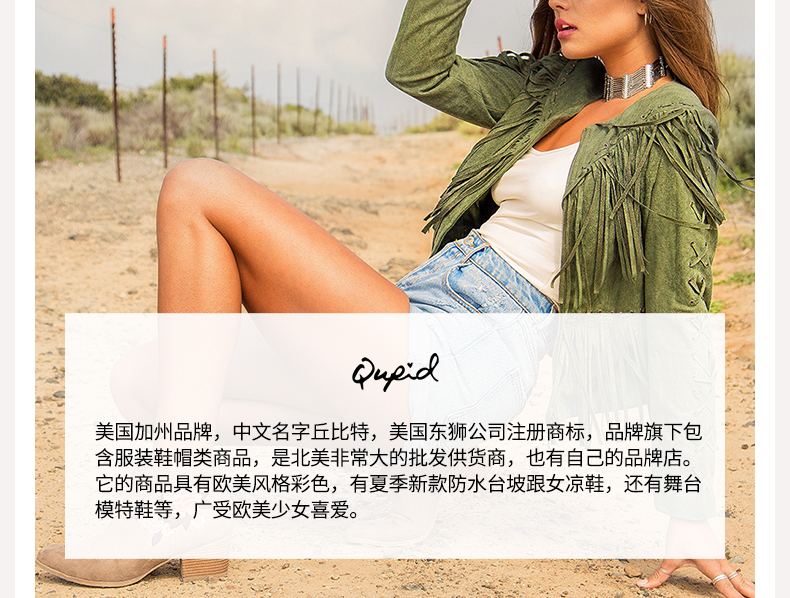 Qupid
美国加州品牌，中文名字丘比特，美国东狮公司注册商标，品牌旗下包
含服装鞋帽类商品，是北美非常大的批发供货商，也有自己的品牌店。
它的商品具有欧美风格彩色，有夏季新款防水台坡跟女凉鞋，还有舞台
模特鞋等，广受欧美少女喜爱。